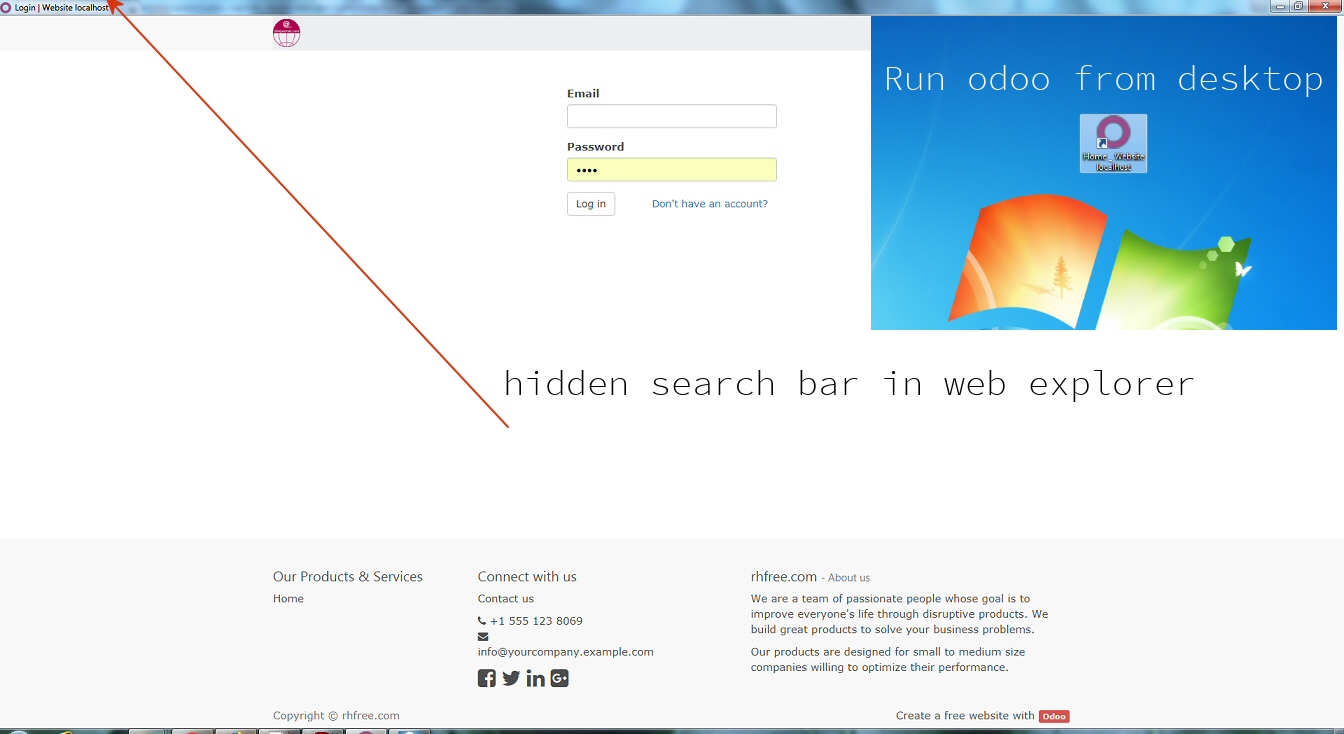 Login | Website localhost
Run odoo from desktop
Home _ Website
localhost
Email
Password
••••
Log in
Don't have an account?
hidden search bar in web explorer
Our Products & Services
Home
Connect with us
Contact us
+1 555 123 8069
info@yourcompany.example.com
rhfree.com - About us
We are a team of passionate people whose goal is to
improve everyone's life through disruptive products. We
build great products to solve your business problems.
Our products are designed for small to medium size
companies willing to optimize their performance.
Copyright © rhfree.com
Create a free website with Odoo